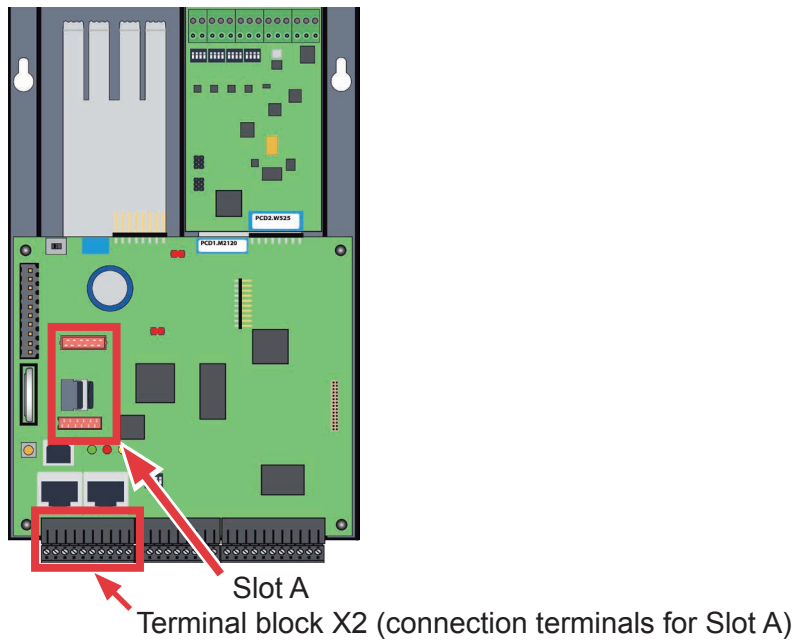 PCD2.W525
PCD1.M2120
Slot A
Terminal block X2 (connection terminals for Slot A)